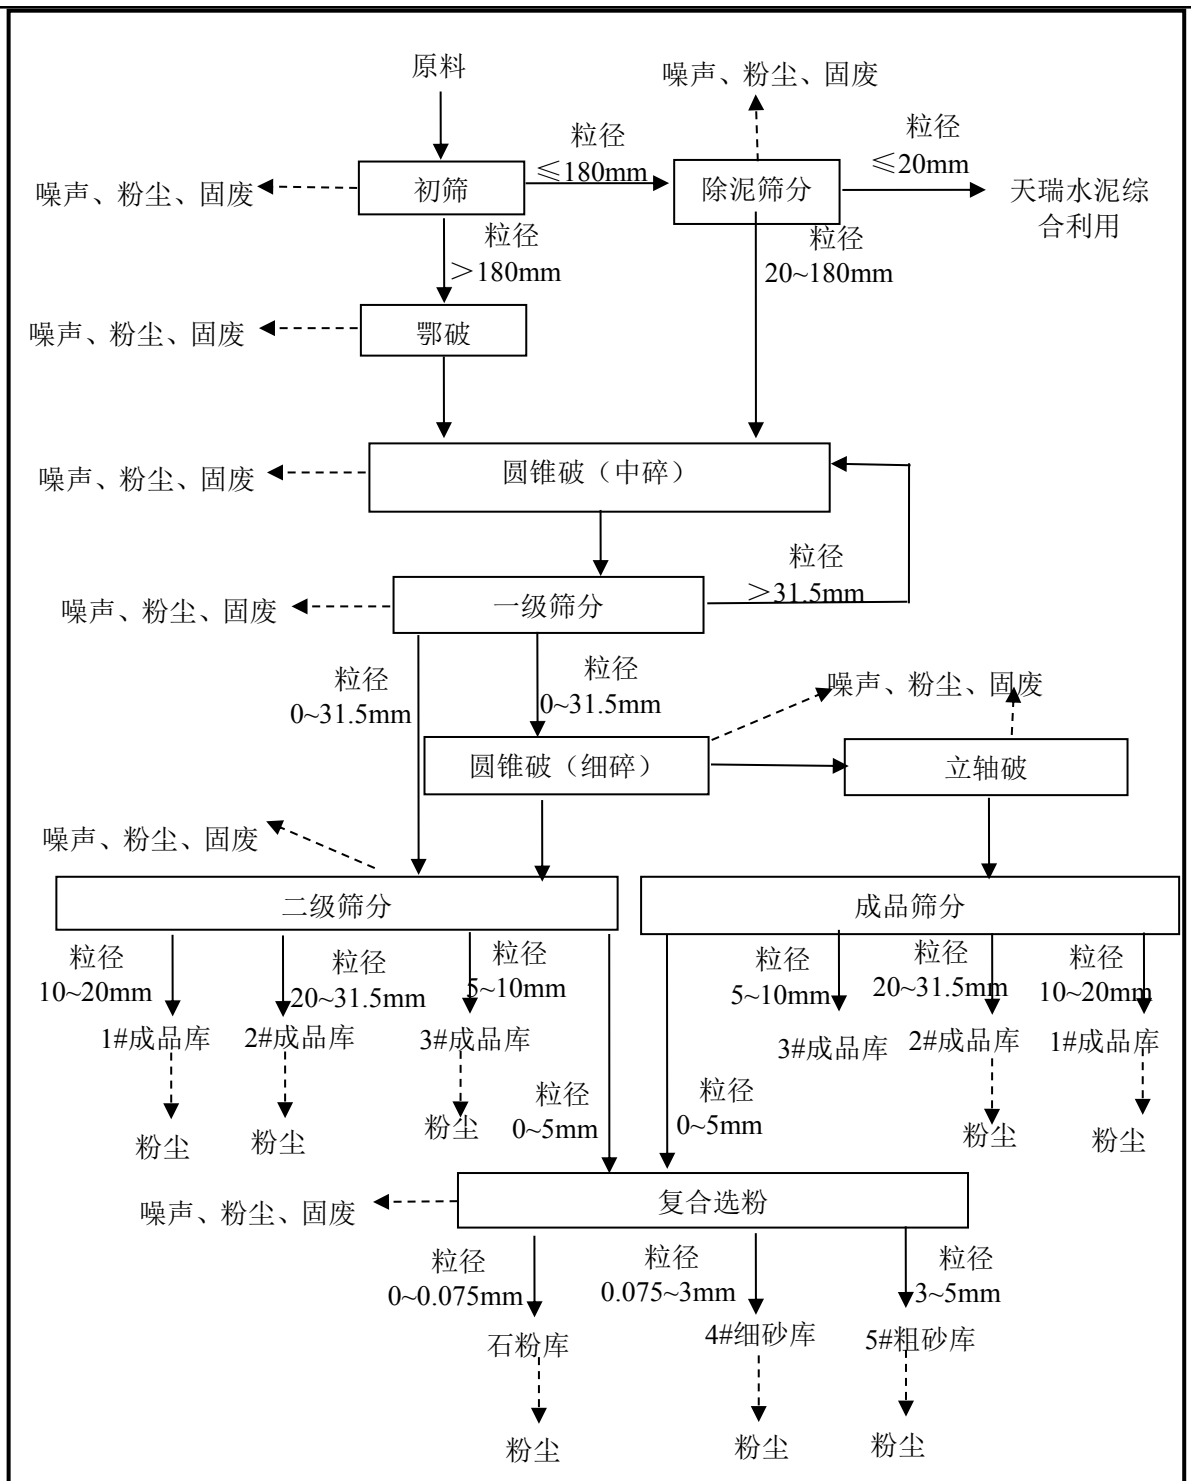 原料
噪声、粉尘、固废
粒径
≤180mm
粒径
≤20mm
噪声、粉尘、固废
初筛
除泥筛分
天瑞水泥综
合利用
粒径
＞180mm
粒径
20~180mm
噪声、粉尘、固废
鄂破
噪声、粉尘、固废
圆锥破（中碎）
粒径
＞31.5mm
噪声、粉尘、固废
一级筛分
粒径
0~31.5mm
粒径
0~31.5mm
噪声、粉尘、固废
圆锥破（细碎）
立轴破
噪声、粉尘、固废
二级筛分
成品筛分
粒径
10~20mm
粒径
20~31.5mm
粒径
5~10mm
粒径
5~10mm
粒径
20~31.5mm
粒径
10~20mm
1#成品库
2#成品库
3#成品库
3#成品库
2#成品库
1#成品库
粒径
0~5mm
粒径
0~5mm
粉尘
粉尘
粉尘
粉尘
粉尘
噪声、粉尘、固废
复合选粉
粒径
0~0.075mm
粒径
0.075~3mm
粒径
3~5mm
石粉库
4#细砂库
5#粗砂库
粉尘
粉尘
粉尘